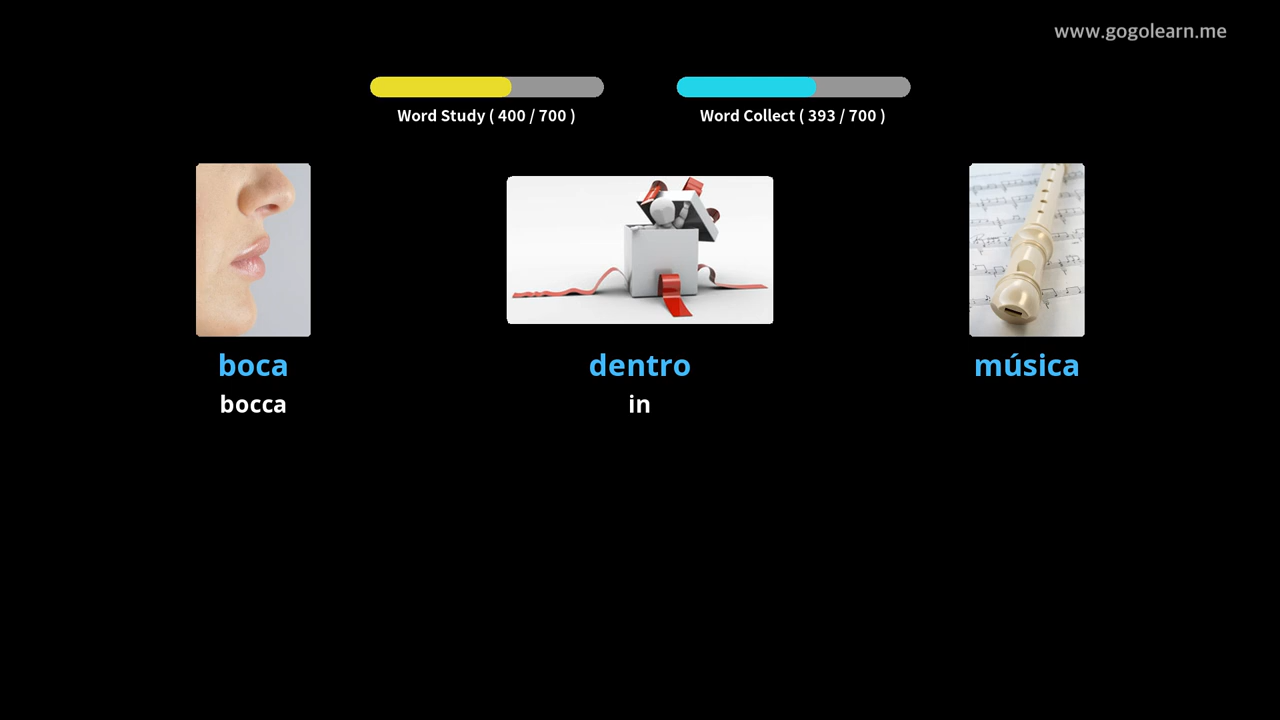 www.gogolearn.me
Word Study ( 400 / 700 )
Word Collect ( 393 / 700 )
boca
bocca
dentro
in
música